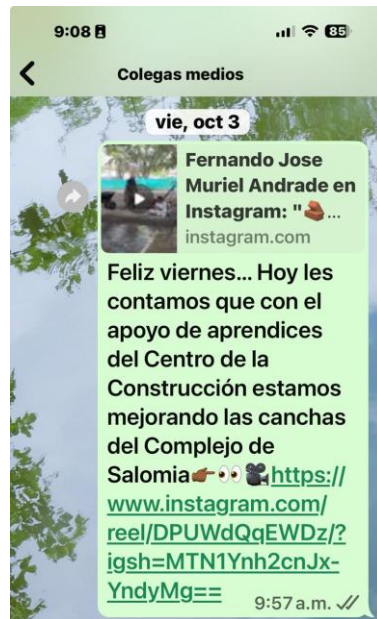 9:08
85
Colegas medios
vie, oct 3
Fernando Jose
Muriel Andrade en
Instagram: "🧱...
instagram.com
Feliz viernes... Hoy les
contamos que con el
apoyo de aprendices
del Centro de la
Construcción estamos
mejorando las canchas
del Complejo de
Salomia👉🏾👀🎥https://
www.instagram.com/
reel/DPUWdQqEWDz/?
igsh=MTN1Ynh2cnJx-
YndyMg==
9:57 a.m.